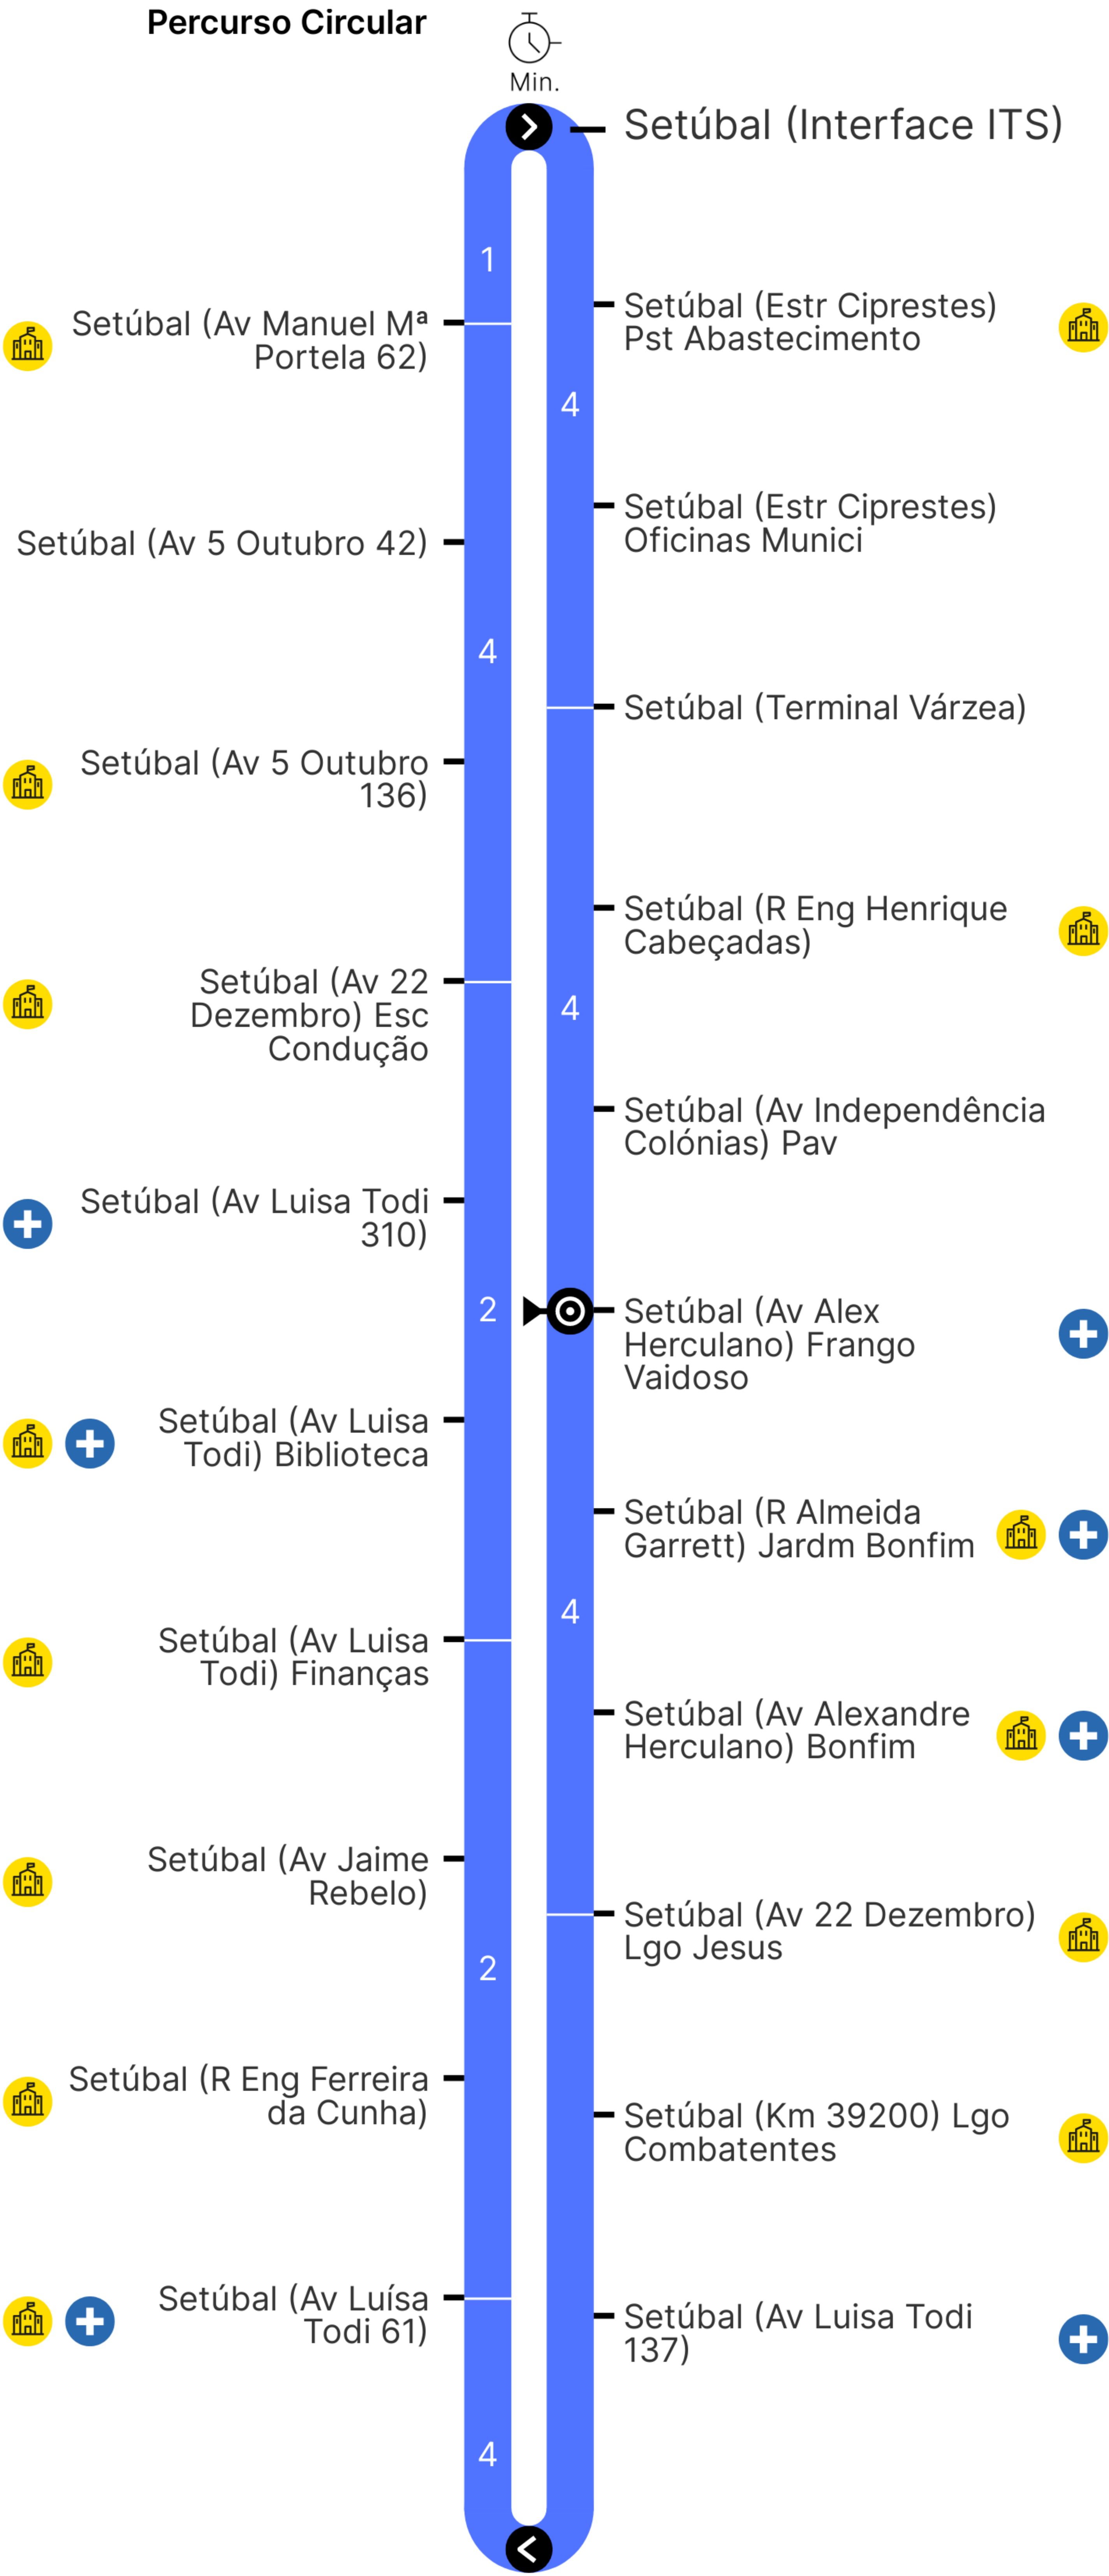 Percurso Circular
Min.
Setúbal (Interface ITS)
1
Setúbal (Av Manuel Mª
Portela 62)
Setúbal (Estr Ciprestes)
Pst Abastecimento
4
Setúbal (Estr Ciprestes)
Oficinas Munici
Setúbal (Av 5 Outubro 42)
4
Setúbal (Terminal Várzea)
Setúbal (Av 5 Outubro
136)
Setúbal (R Eng Henrique
Cabeçadas)
Setúbal (Av 22
Dezembro) Esc
Condução
4
Setúbal (Av Independência
Colónias) Pav
Setúbal (Av Luisa Todi
310)
2
Setúbal (Av Alex
Herculano) Frango
Vaidoso
Setúbal (Av Luisa
Todi) Biblioteca
Setúbal (R Almeida
Garrett) Jardm Bonfim
4
Setúbal (Av Luisa
Todi) Finanças
Setúbal (Av Alexandre
Herculano) Bonfim
Setúbal (Av Jaime
Rebelo)
Setúbal (Av 22 Dezembro)
Lgo Jesus
2
Setúbal (R Eng Ferreira
da Cunha)
Setúbal (Km 39200) Lgo
Combatentes
Setúbal (Av Luísa
Todi 61)
Setúbal (Av Luisa Todi
137)
4